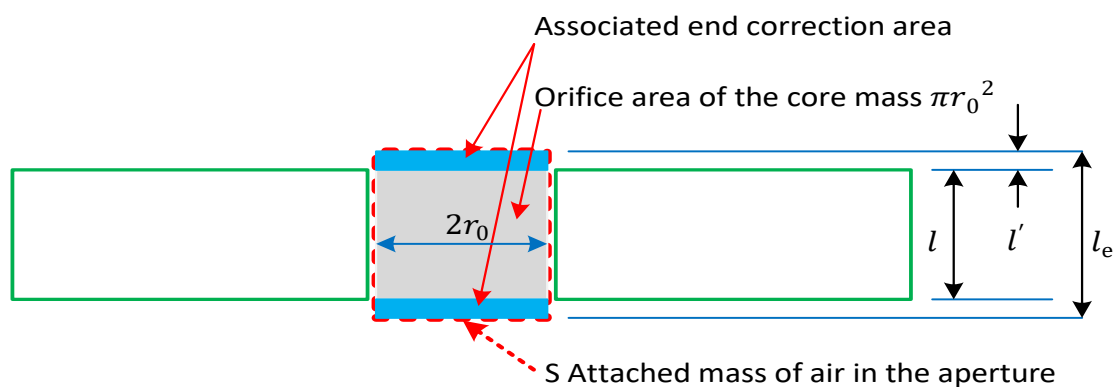 Associated end correction area
Orifice area of the core mass πr₀²
2r₀
l
l′
lₑ
S Attached mass of air in the aperture